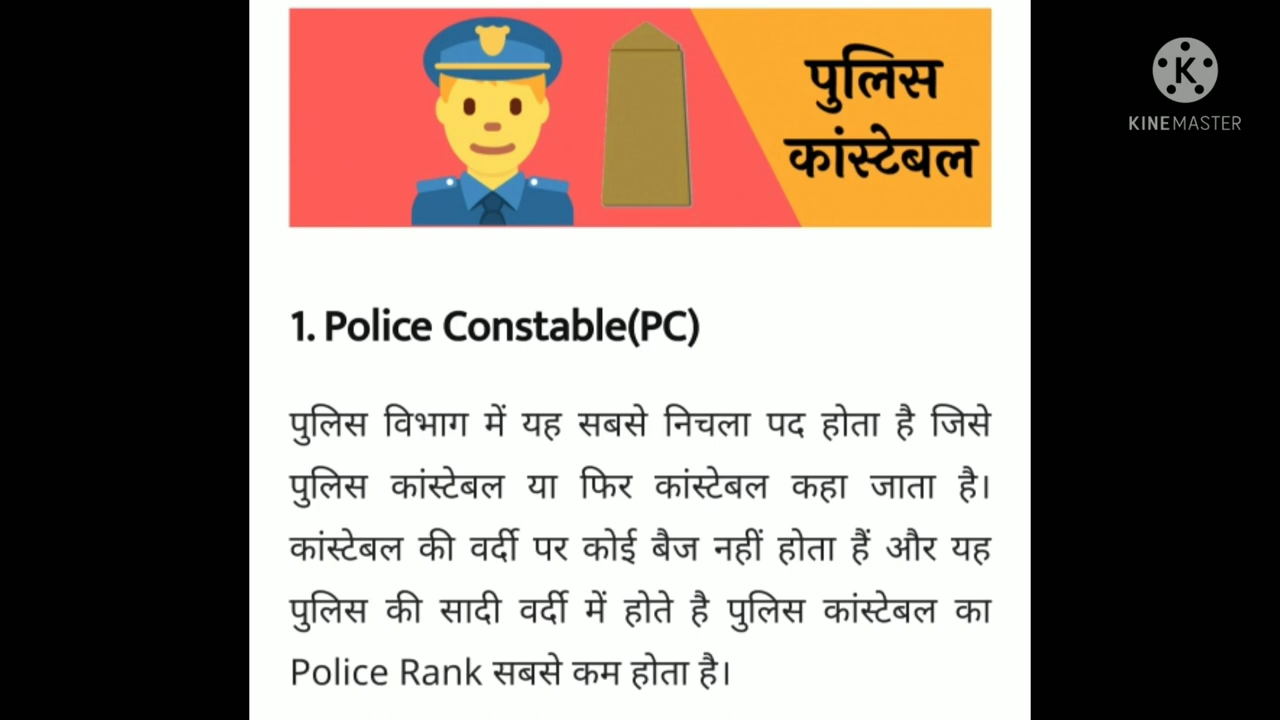 पुलिस
कांस्टेबल
K
KINEMASTER
1. Police Constable(PC)
पुलिस विभाग में यह सबसे निचला पद होता है जिसे
पुलिस कांस्टेबल या फिर कांस्टेबल कहा जाता है।
कांस्टेबल की वर्दी पर कोई बैज नहीं होता हैं और यह
पुलिस की सादी वर्दी में होते है पुलिस कांस्टेबल का
Police Rank सबसे कम होता है।